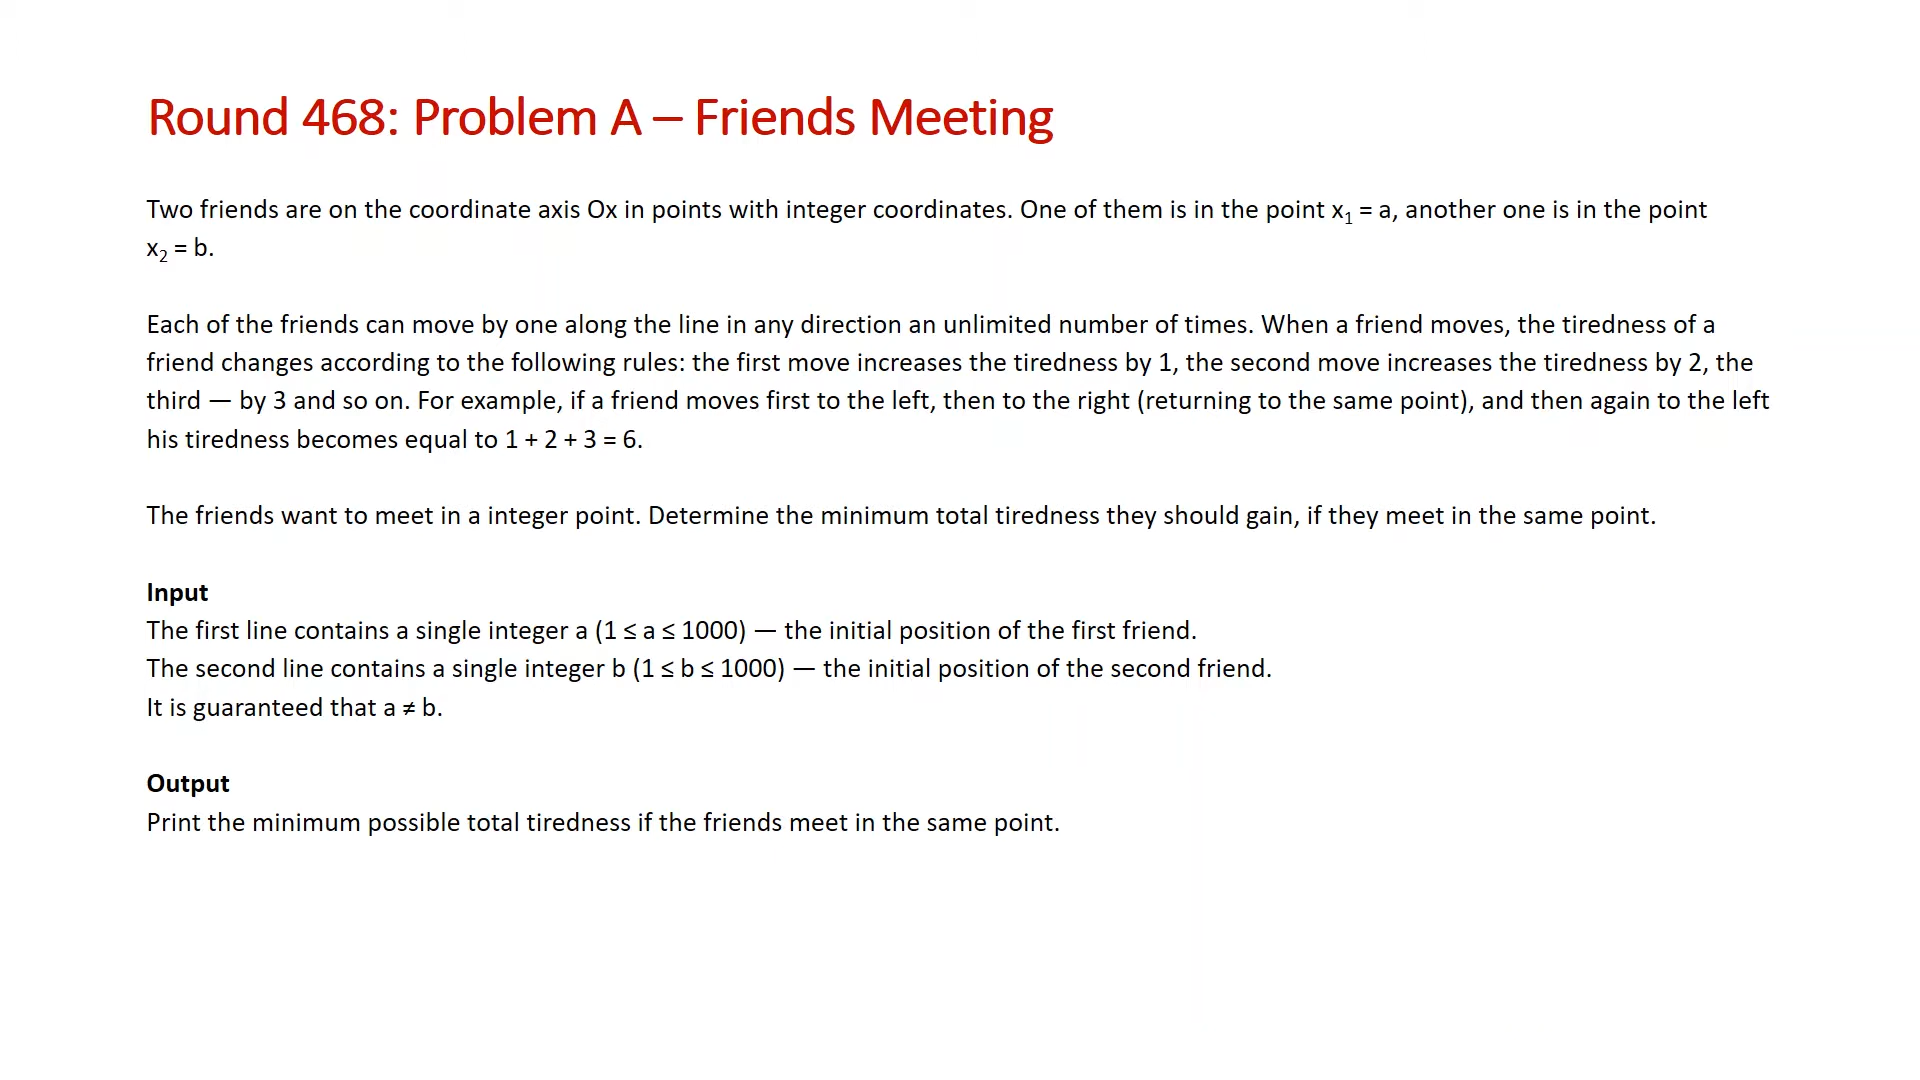 Round 468: Problem A – Friends Meeting
Two friends are on the coordinate axis Ox in points with integer coordinates. One of them is in the point x₁ = a, another one is in the point
x₂ = b.
Each of the friends can move by one along the line in any direction an unlimited number of times. When a friend moves, the tiredness of a
friend changes according to the following rules: the first move increases the tiredness by 1, the second move increases the tiredness by 2, the
third — by 3 and so on. For example, if a friend moves first to the left, then to the right (returning to the same point), and then again to the left
his tiredness becomes equal to 1 + 2 + 3 = 6.
The friends want to meet in a integer point. Determine the minimum total tiredness they should gain, if they meet in the same point.
Input
The first line contains a single integer a (1 ≤ a ≤ 1000) — the initial position of the first friend.
The second line contains a single integer b (1 ≤ b ≤ 1000) — the initial position of the second friend.
It is guaranteed that a ≠ b.
Output
Print the minimum possible total tiredness if the friends meet in the same point.